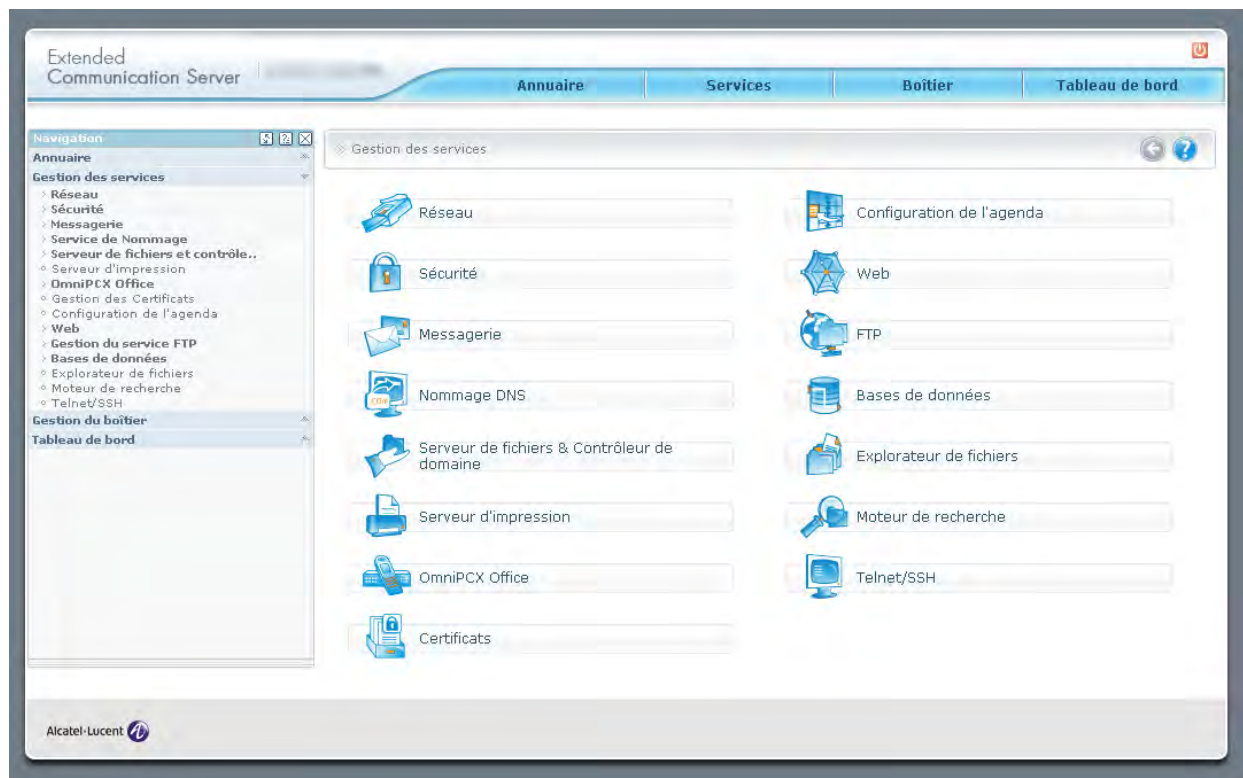 Extended
Communication Server
Annuaire
Services
Boîtier
Tableau de bord
Navigation
Annuaire
Gestion des services
Réseau
Sécurité
Messagerie
Service de Nommage
Serveur de fichiers et contrôle..
Serveur d'impression
OmniPCX Office
Gestion des Certificats
Configuration de l'agenda
Web
Gestion du service FTP
Bases de données
Explorateur de fichiers
Moteur de recherche
Telnet/SSH
Gestion du boîtier
Tableau de bord
Gestion des services
Réseau
Configuration de l'agenda
Sécurité
Web
Messagerie
FTP
Nommage DNS
Bases de données
Serveur de fichiers & Contrôleur de
domaine
Explorateur de fichiers
Serveur d'impression
Moteur de recherche
OmniPCX Office
Telnet/SSH
Certificats
Alcatel-Lucent